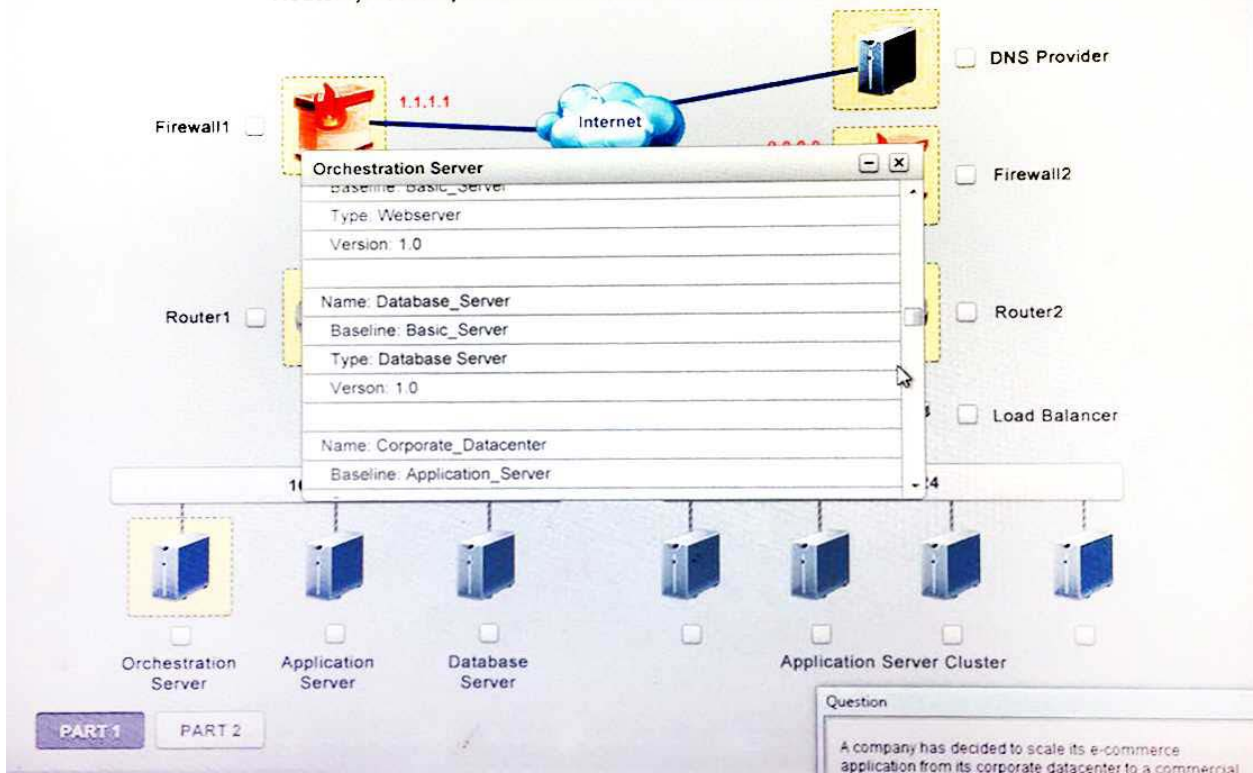 DNS Provider
1.1.1.1
Firewall1
Internet
Firewall2
Orchestration Server
Baseline: Basic_Server
Type: Webserver
Version: 1.0
Name: Database_Server
Router1
Router2
Baseline: Basic_Server
Type: Database Server
Verson: 1.0
Load Balancer
Name: Corporate_Datacenter
Baseline: Application_Server
Orchestration
Server
Application
Server
Database
Server
Application Server Cluster
Question
PART 1
PART 2
A company has decided to scale its e-commerce
application from its corporate datacenter to a commercial